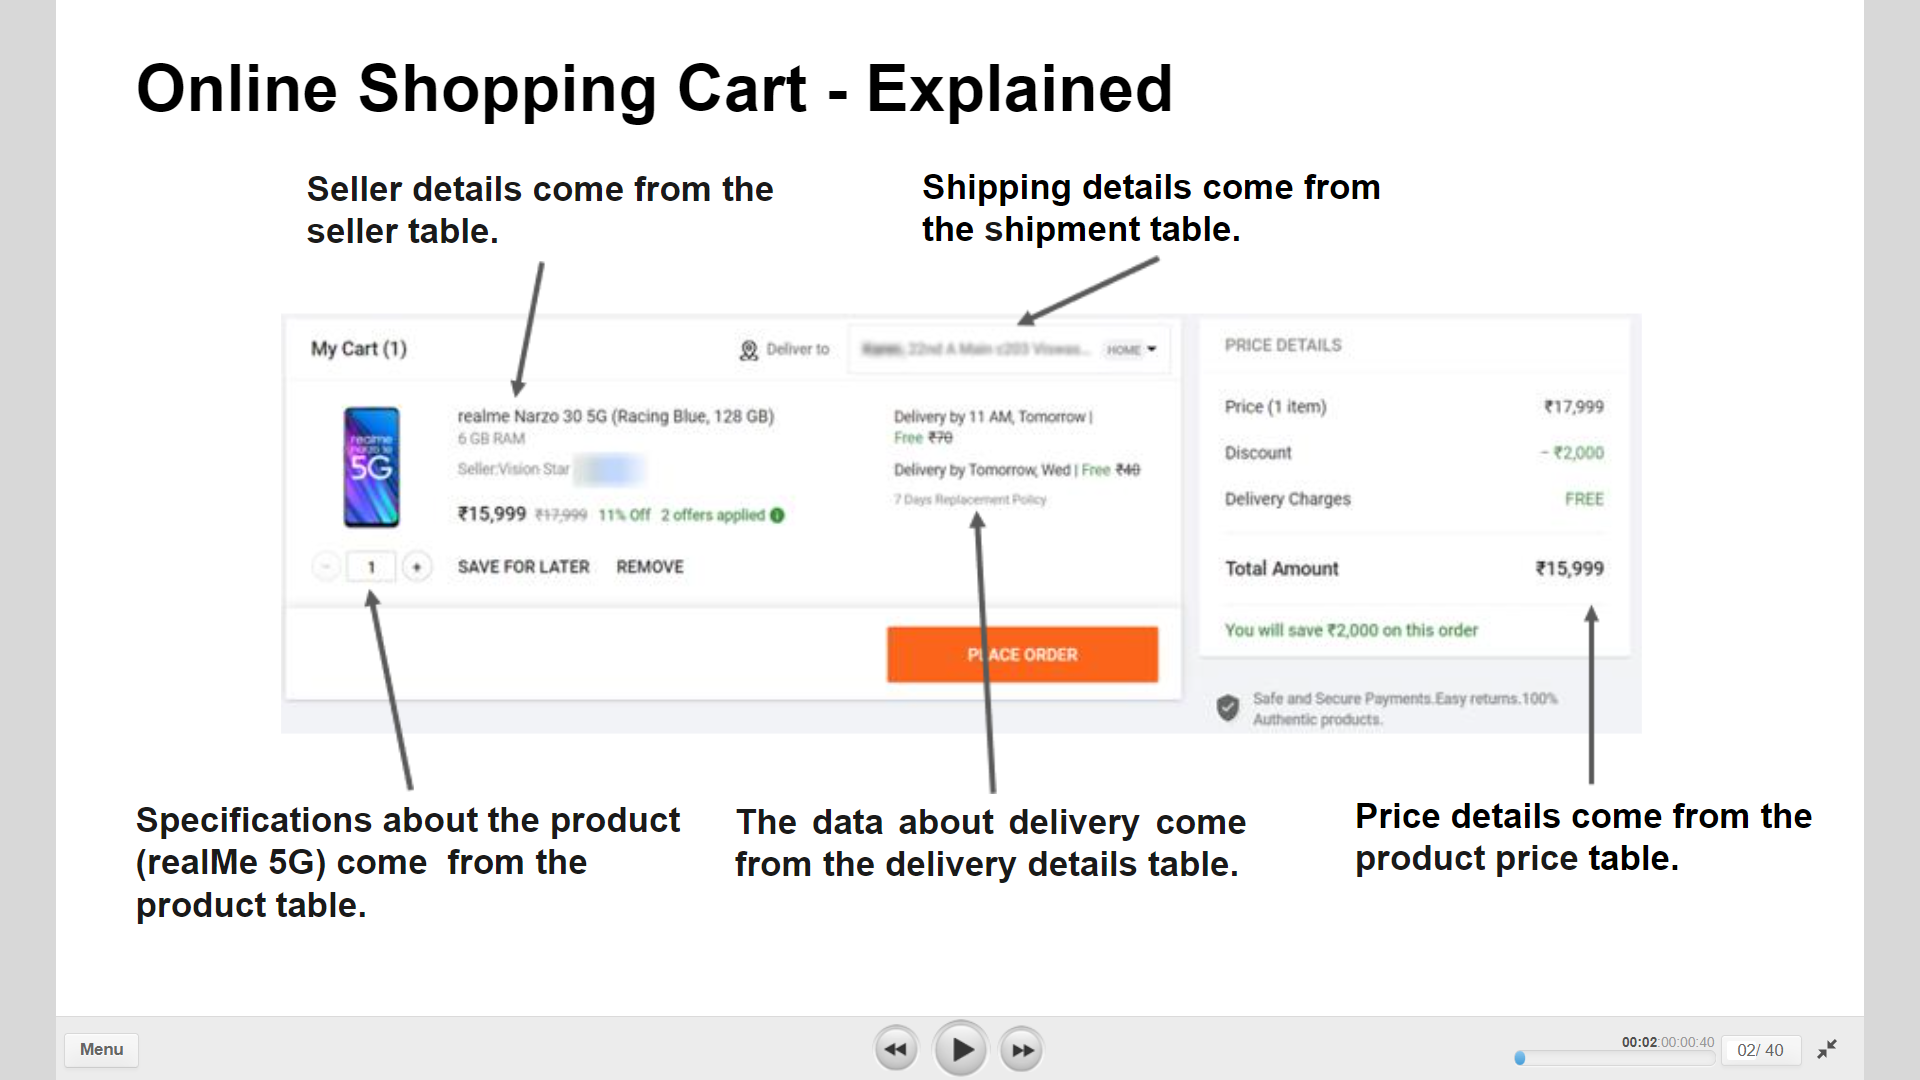 Online Shopping Cart - Explained
Seller details come from the
seller table.
Shipping details come from
the shipment table.
My Cart (1)
Deliver to
22nd A Main c203
HOME
realme
narzo 30
5G
realme Narzo 30 5G (Racing Blue, 128 GB)
6 GB RAM
Seller:Vision Star
₹15,999 ₹17,999 11% Off 2 offers applied
Delivery by 11 AM, Tomorrow |
Free ₹70
Delivery by Tomorrow, Wed | Free ₹40
7 Days Replacement Policy
− 1 +
SAVE FOR LATER REMOVE
PLACE ORDER
PRICE DETAILS
Price (1 item) ₹17,999
Discount − ₹2,000
Delivery Charges FREE
Total Amount ₹15,999
You will save ₹2,000 on this order
Safe and Secure Payments.Easy returns.100%
Authentic products.
Specifications about the product
(realMe 5G) come from the
product table.
The data about delivery come
from the delivery details table.
Price details come from the
product price table.
Menu
00:02:00:00:40
02/ 40